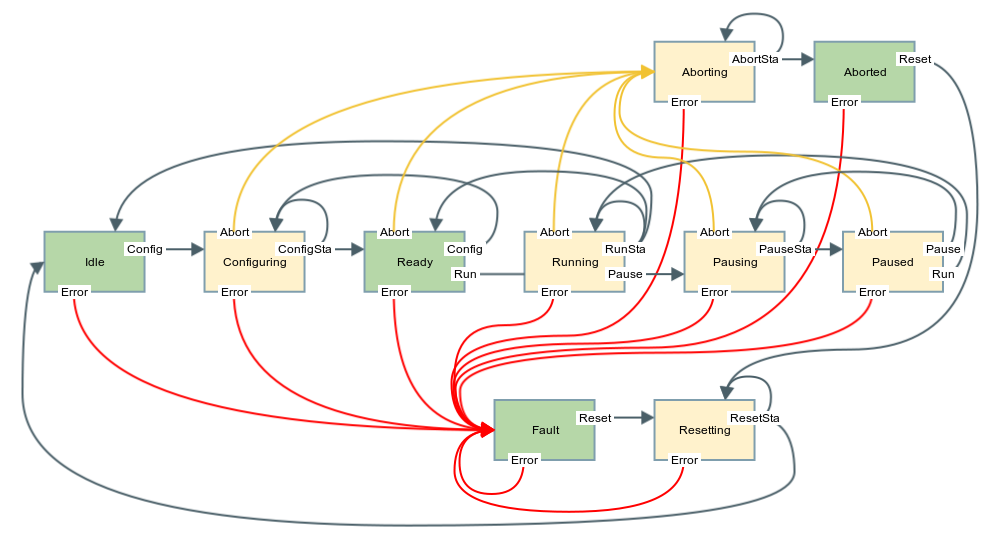 AbortSta
Reset
Aborting
Aborted
Error
Error
Abort
Abort
Abort
Abort
Abort
Config
ConfigSta
Config
RunSta
PauseSta
Pause
Idle
Configuring
Ready
Running
Pausing
Paused
Run
Pause
Run
Error
Error
Error
Error
Error
Error
Reset
ResetSta
Fault
Resetting
Error
Error